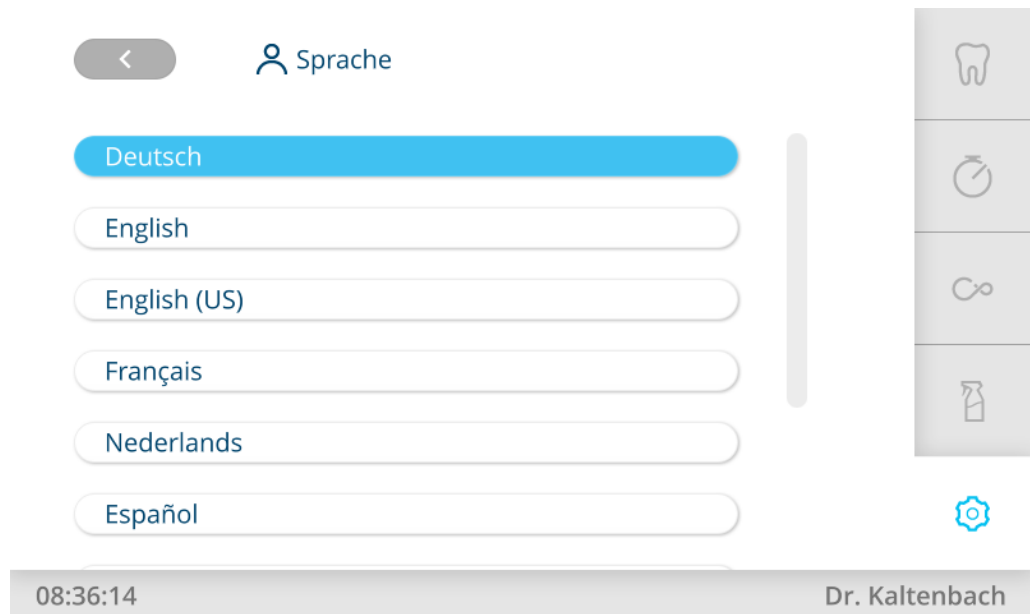 Sprache
Deutsch
English
English (US)
Français
Nederlands
Español
08:36:14
Dr. Kaltenbach